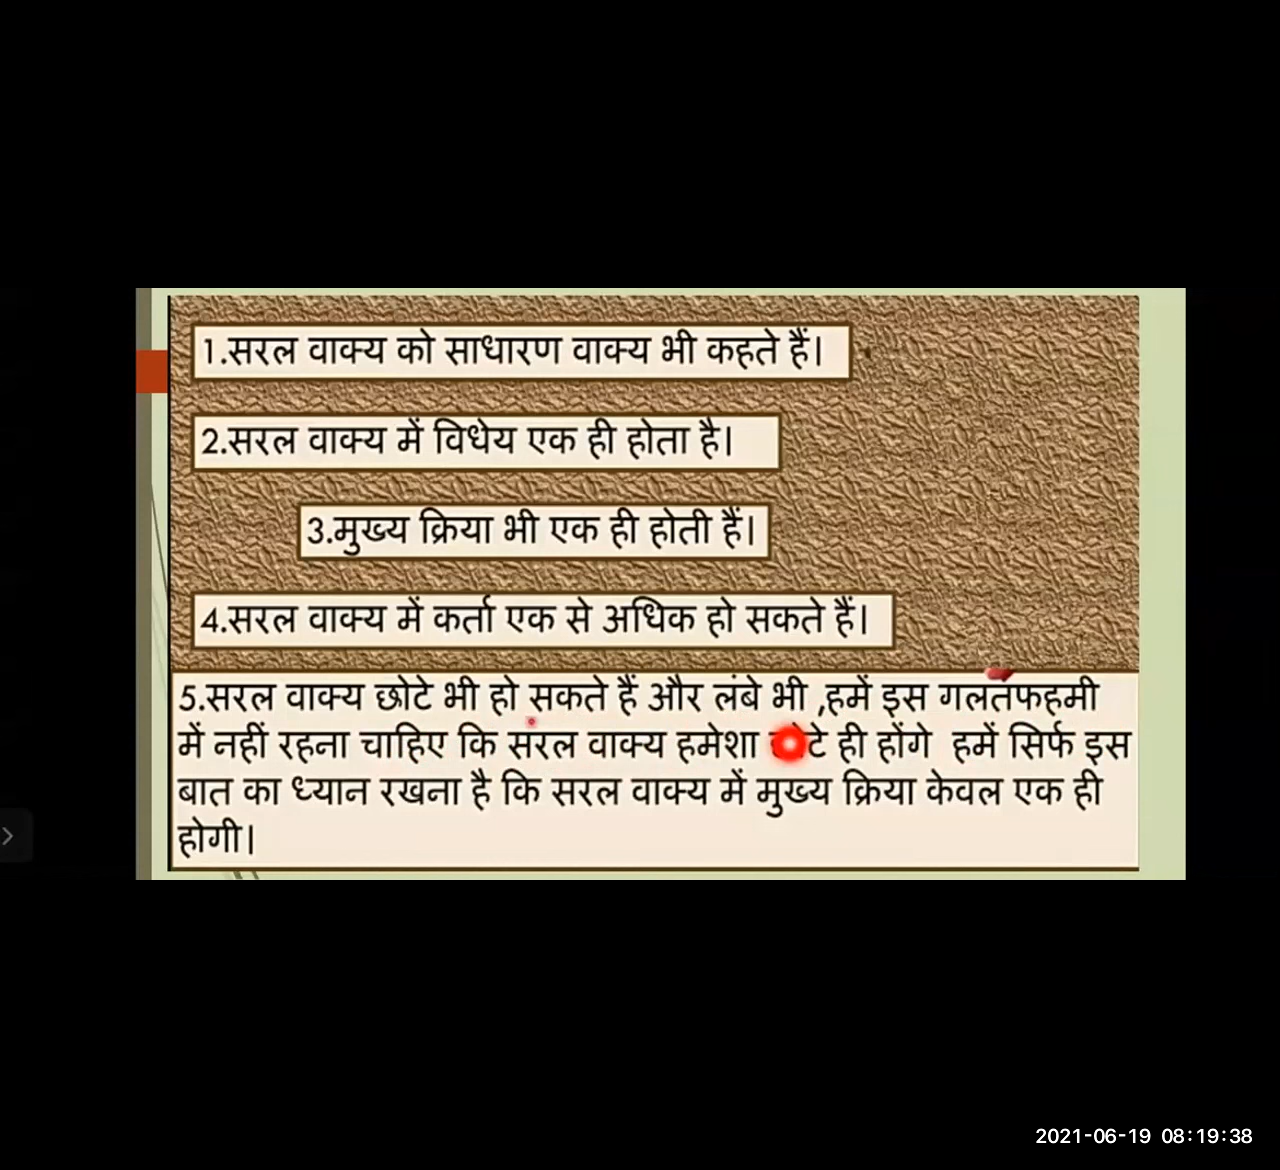 1.सरल वाक्य को साधारण वाक्य भी कहते हैं।
2.सरल वाक्य में विधेय एक ही होता है।
3.मुख्य क्रिया भी एक ही होती हैं।
4.सरल वाक्य में कर्ता एक से अधिक हो सकते हैं।
5.सरल वाक्य छोटे भी हो सकते हैं और लंबे भी ,हमें इस गलतफहमी
में नहीं रहना चाहिए कि सरल वाक्य हमेशा ही होंगे हमें सिर्फ इस
बात का ध्यान रखना है कि सरल वाक्य में मुख्य क्रिया केवल एक ही
होगी।
2021-06-19 08:19:38